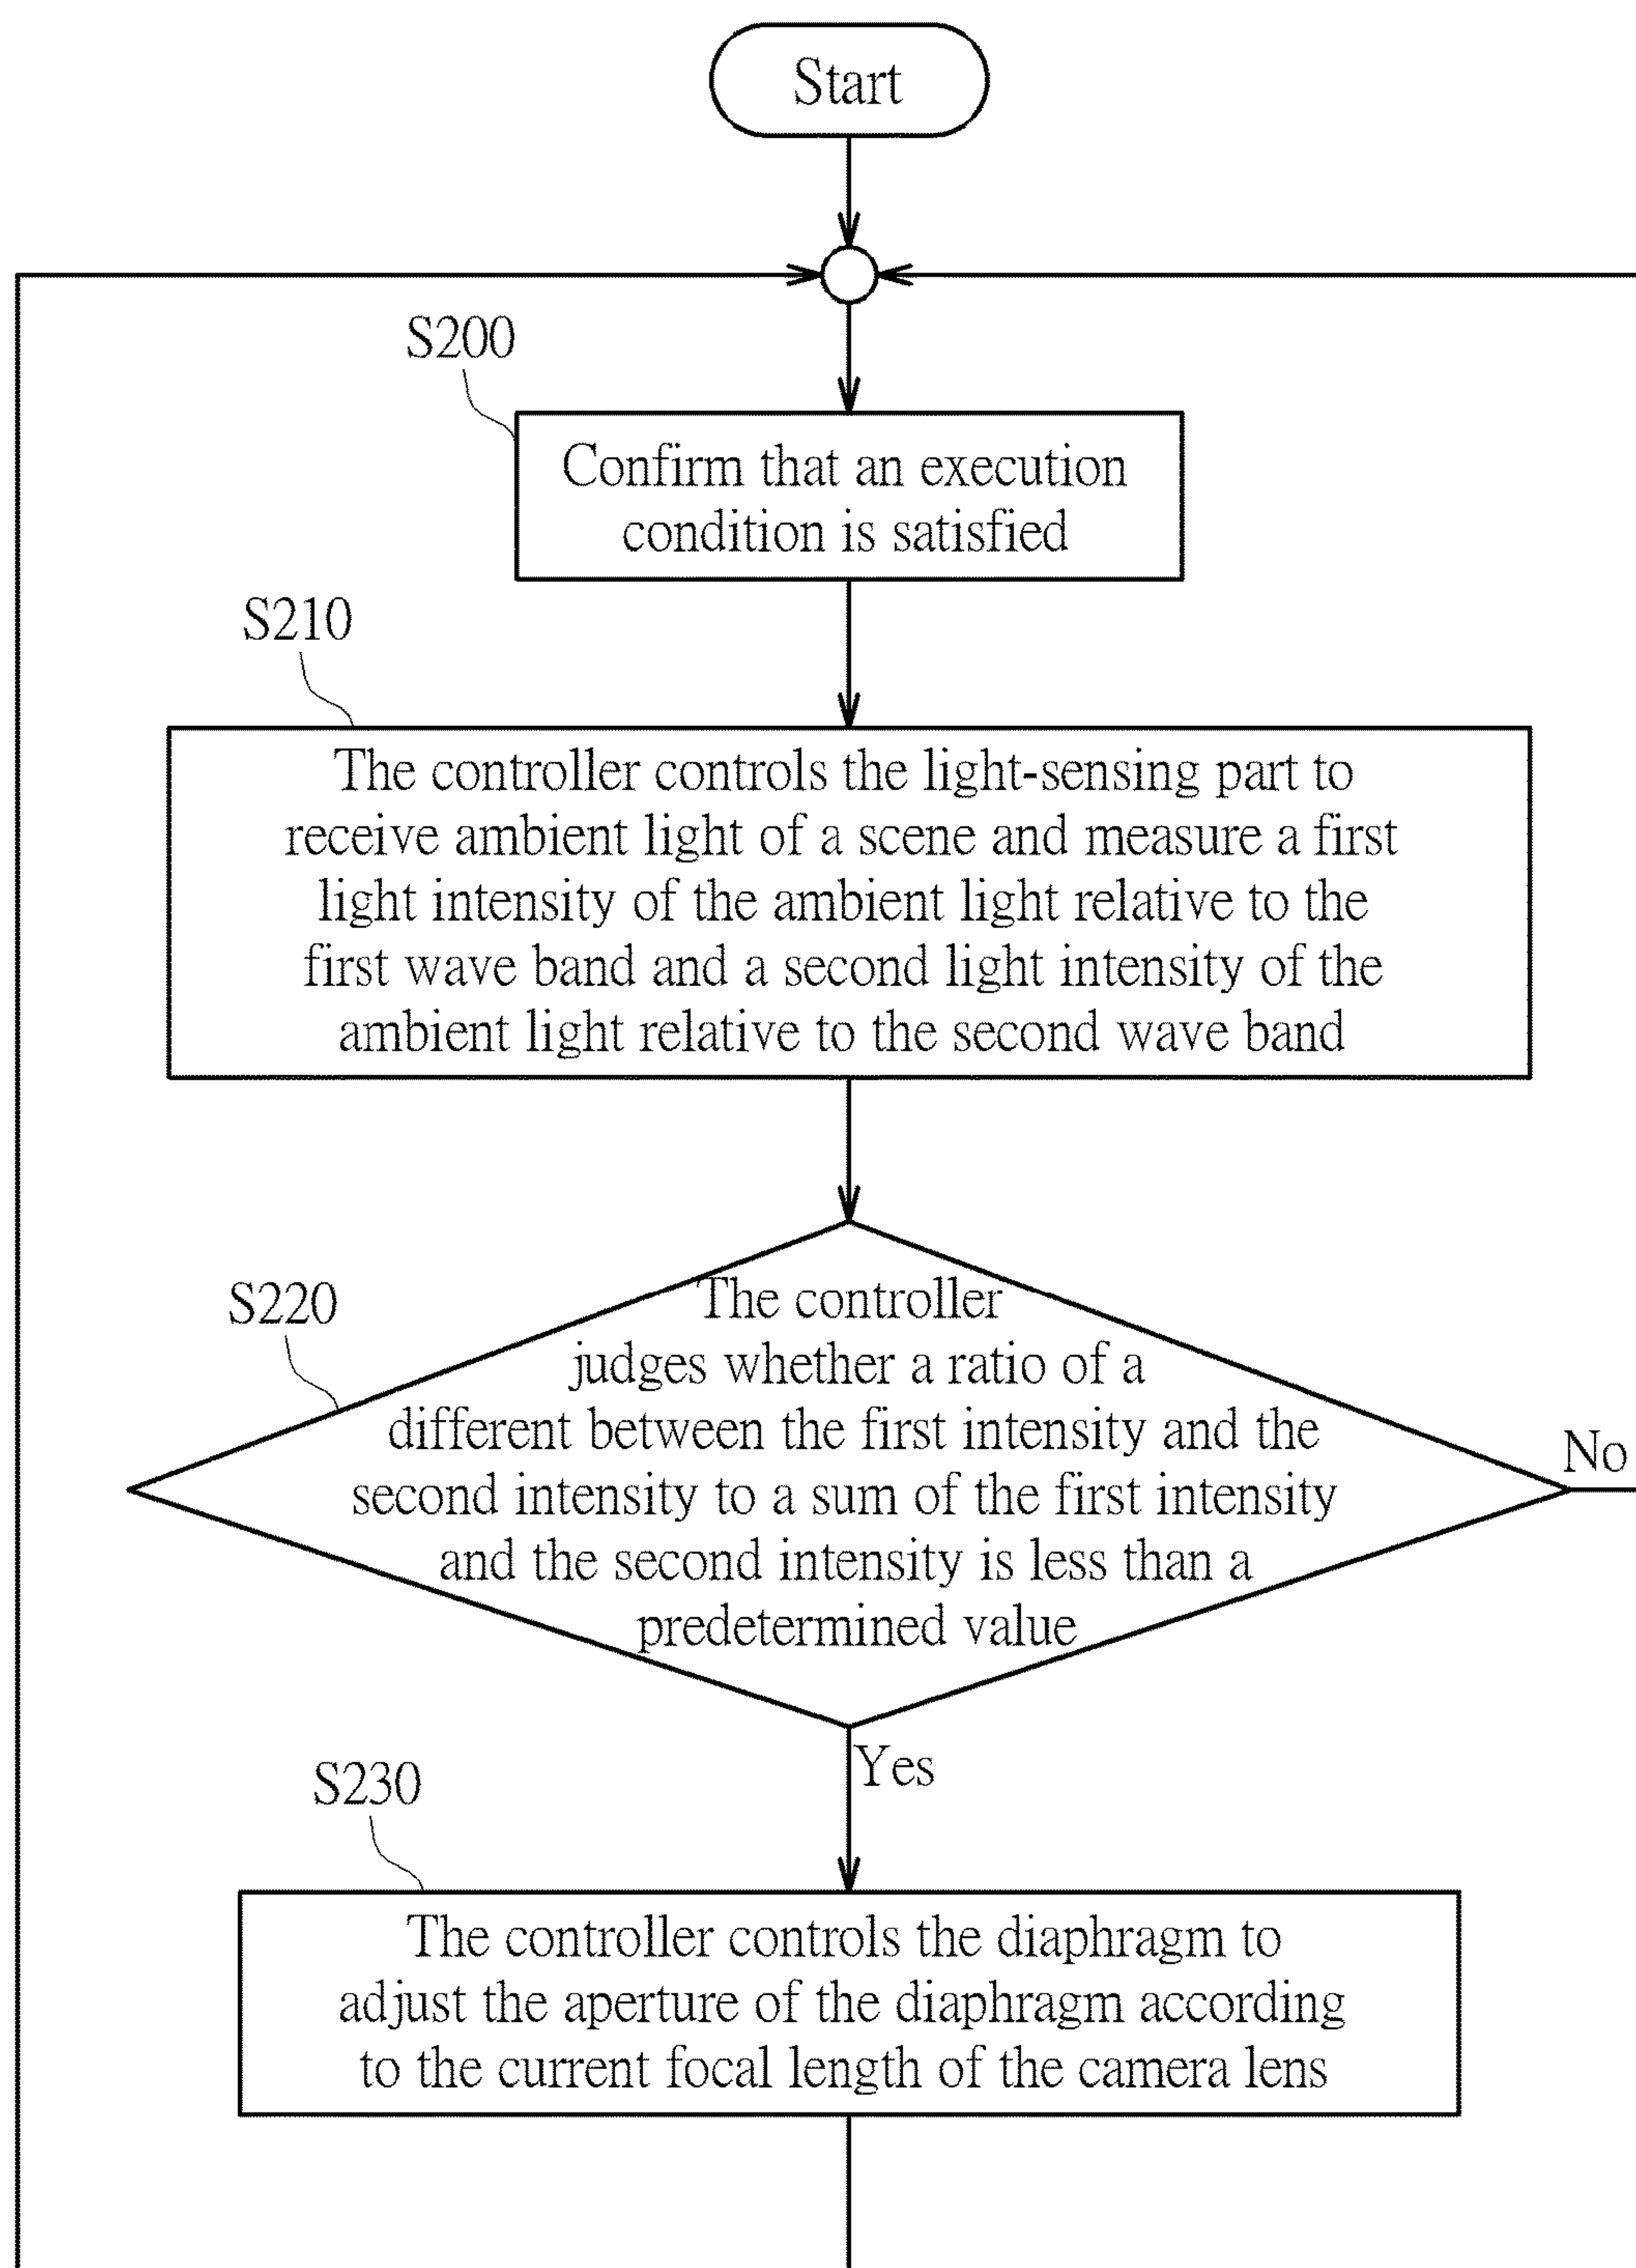 Start
S200
Confirm that an execution
condition is satisfied
S210
The controller controls the light-sensing part to
receive ambient light of a scene and measure a first
light intensity of the ambient light relative to the
first wave band and a second light intensity of the
ambient light relative to the second wave band
S220
The controller
judges whether a ratio of a
different between the first intensity and the
second intensity to a sum of the first intensity
and the second intensity is less than a
predetermined value
No
Yes
S230
The controller controls the diaphragm to
adjust the aperture of the diaphragm according
to the current focal length of the camera lens